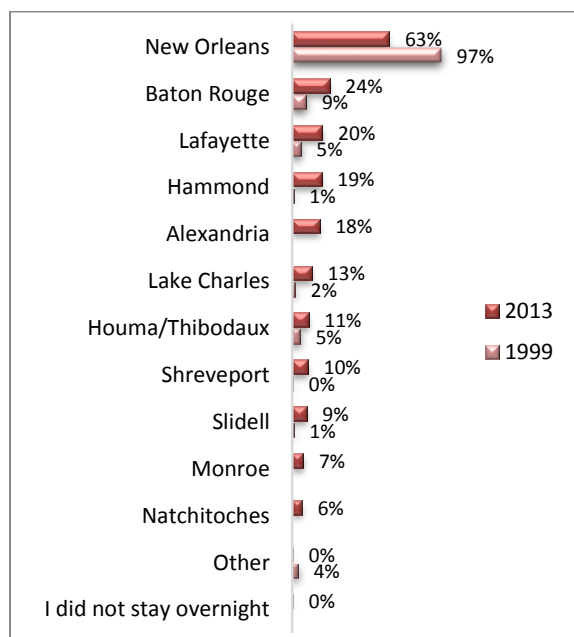 New Orleans
63%
97%
Baton Rouge
24%
9%
Lafayette
20%
5%
Hammond
19%
1%
Alexandria
18%
Lake Charles
13%
2%
Houma/Thibodaux
11%
5%
Shreveport
10%
0%
Slidell
9%
1%
Monroe
7%
Natchitoches
6%
Other
0%
4%
I did not stay overnight
0%
2013
1999